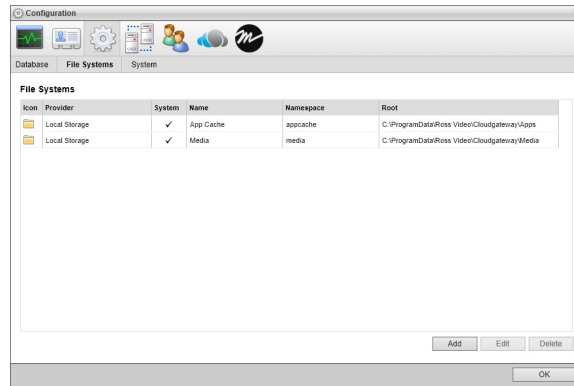 Configuration
Database File Systems System
File Systems
Icon Provider System Name Namespace Root
Local Storage ✓ App Cache appcache C:\ProgramData\Ross Video\Cloudgateway\Apps
Local Storage ✓ Media media C:\ProgramData\Ross Video\Cloudgateway\Media
Add Edit Delete
OK